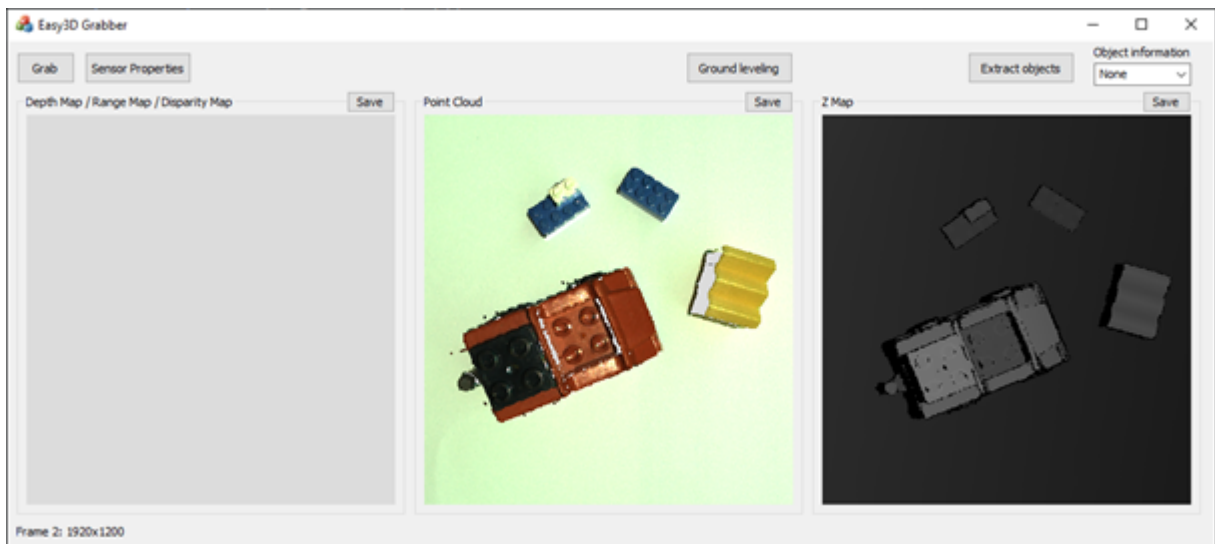 Easy3D Grabber
Grab
Sensor Properties
Ground leveling
Extract objects
Object information
None
Depth Map / Range Map / Disparity Map
Save
Point Cloud
Save
Z Map
Save
Frame 2: 1920x1200